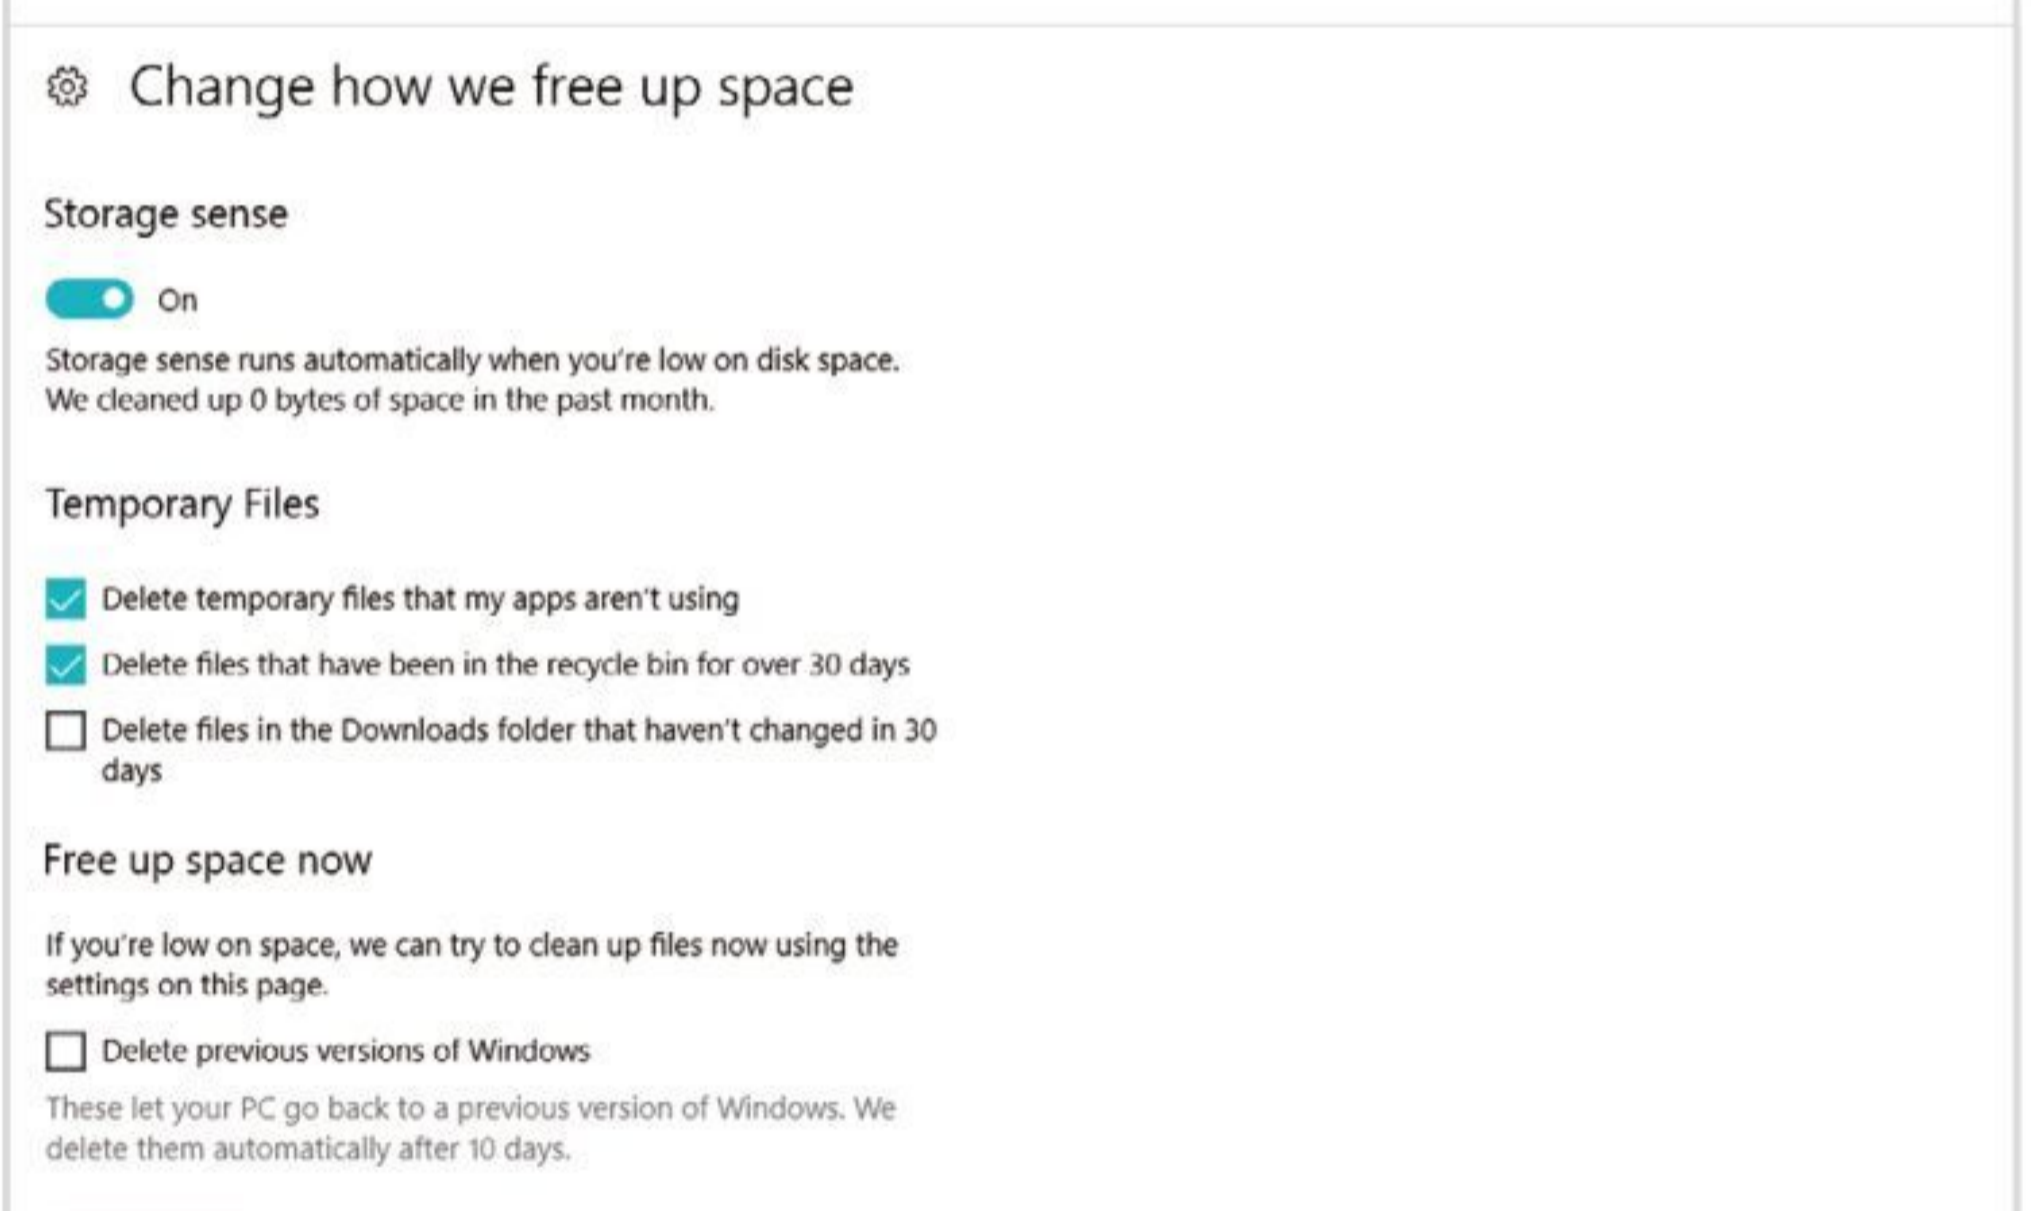 Change how we free up space
Storage sense
On
Storage sense runs automatically when you're low on disk space.
We cleaned up 0 bytes of space in the past month.
Temporary Files
Delete temporary files that my apps aren't using
Delete files that have been in the recycle bin for over 30 days
Delete files in the Downloads folder that haven't changed in 30
days
Free up space now
If you're low on space, we can try to clean up files now using the
settings on this page.
Delete previous versions of Windows
These let your PC go back to a previous version of Windows. We
delete them automatically after 10 days.